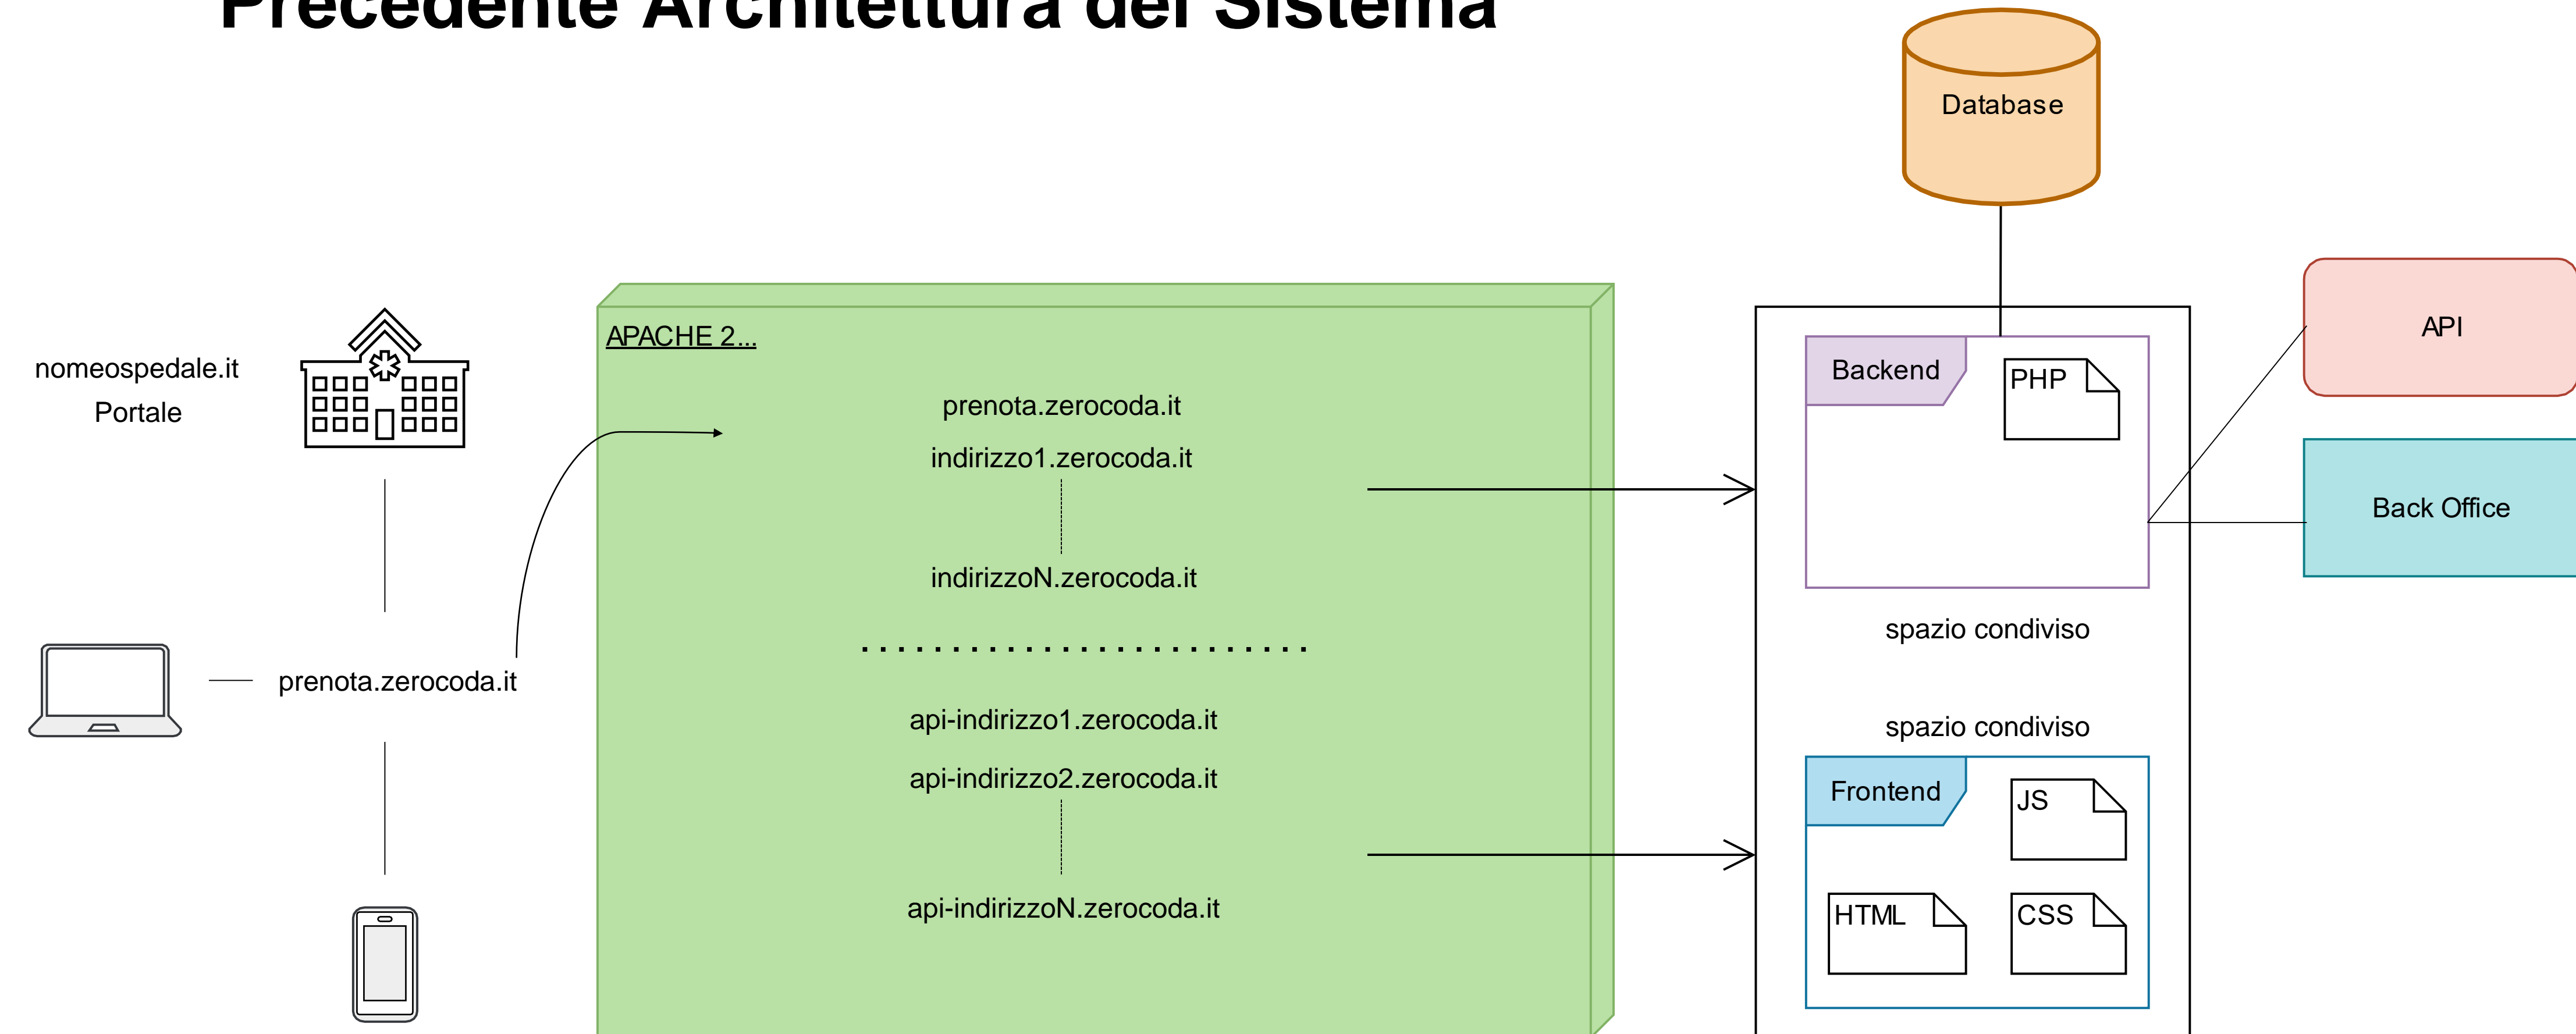 Precedente Architettura del Sistema
Database
nomeospedale.it
Portale
prenota.zerocoda.it
APACHE 2...
prenota.zerocoda.it
indirizzo1.zerocoda.it
indirizzoN.zerocoda.it
api-indirizzo1.zerocoda.it
api-indirizzo2.zerocoda.it
api-indirizzoN.zerocoda.it
Backend
PHP
spazio condiviso
spazio condiviso
Frontend
JS
HTML
CSS
API
Back Office